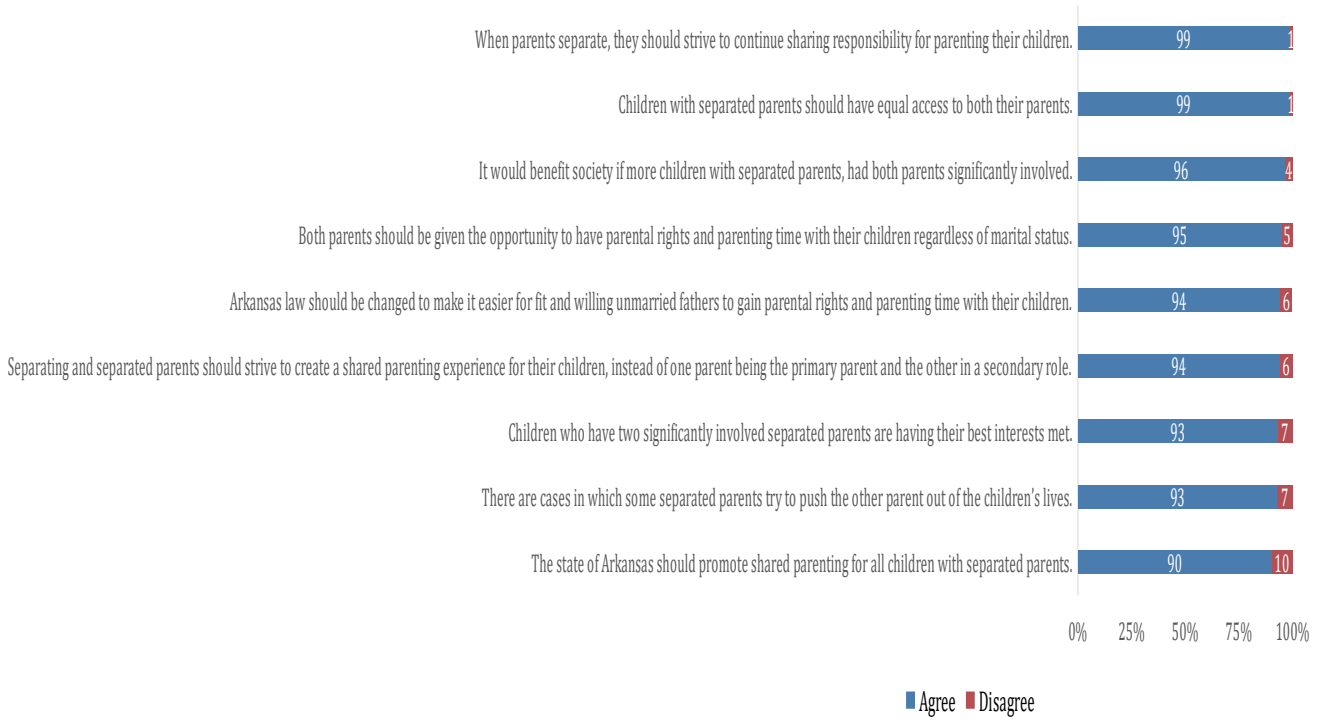 When parents separate, they should strive to continue sharing responsibility for parenting their children. 99 1
Children with separated parents should have equal access to both their parents. 99 1
It would benefit society if more children with separated parents, had both parents significantly involved. 96 4
Both parents should be given the opportunity to have parental rights and parenting time with their children regardless of marital status. 95 5
Arkansas law should be changed to make it easier for fit and willing unmarried fathers to gain parental rights and parenting time with their children. 94 6
Separating and separated parents should strive to create a shared parenting experience for their children, instead of one parent being the primary parent and the other in a secondary role. 94 6
Children who have two significantly involved separated parents are having their best interests met. 93 7
There are cases in which some separated parents try to push the other parent out of the children’s lives. 93 7
The state of Arkansas should promote shared parenting for all children with separated parents. 90 10
0% 25% 50% 75% 100%
Agree Disagree